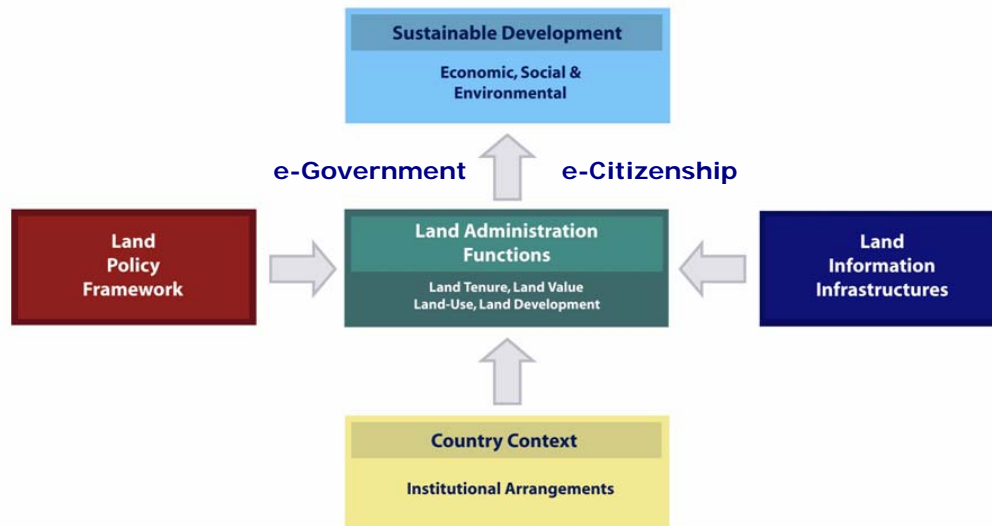 Sustainable Development
Economic, Social &
Environmental
e-Government
e-Citizenship
Land
Policy
Framework
Land Administration
Functions
Land Tenure, Land Value
Land-Use, Land Development
Land
Information
Infrastructures
Country Context
Institutional Arrangements